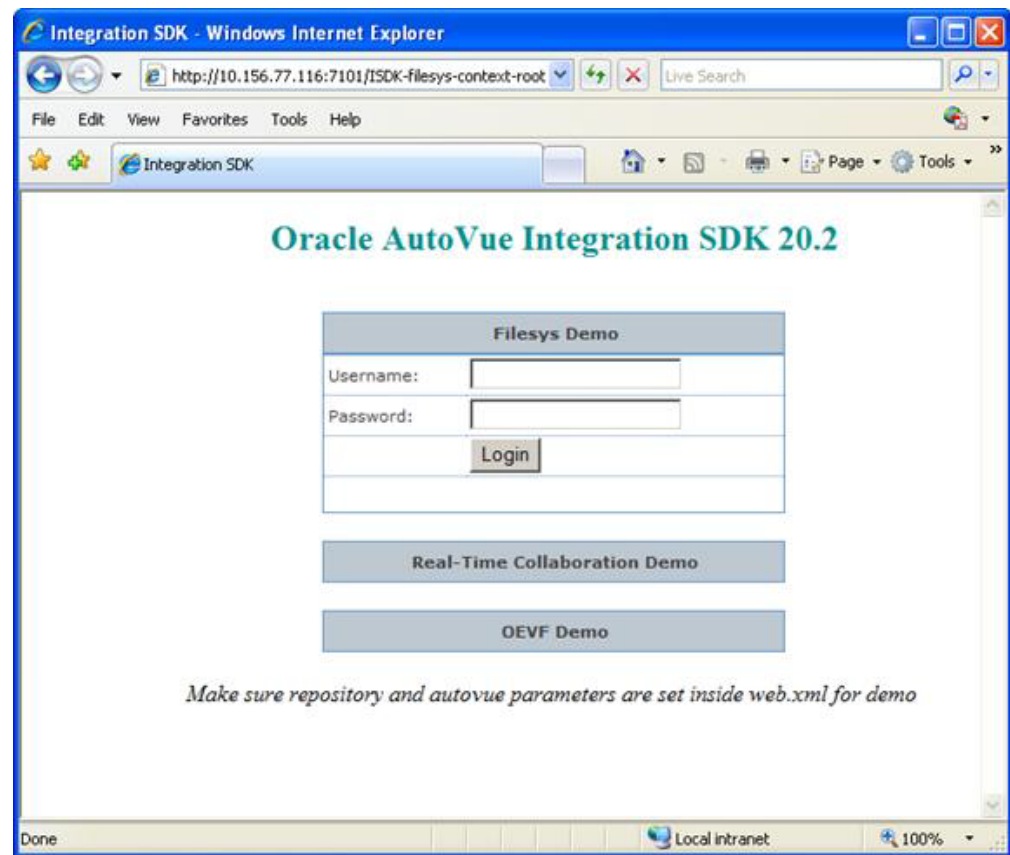 Integration SDK - Windows Internet Explorer
http://10.156.77.116:7101/ISDK-filesys-context-root
Live Search
File Edit View Favorites Tools Help
Integration SDK
Page Tools »
Oracle AutoVue Integration SDK 20.2
Filesys Demo
Username:
Password:
Login
Real-Time Collaboration Demo
OEVF Demo
Make sure repository and autovue parameters are set inside web.xml for demo
Done Local intranet 100%